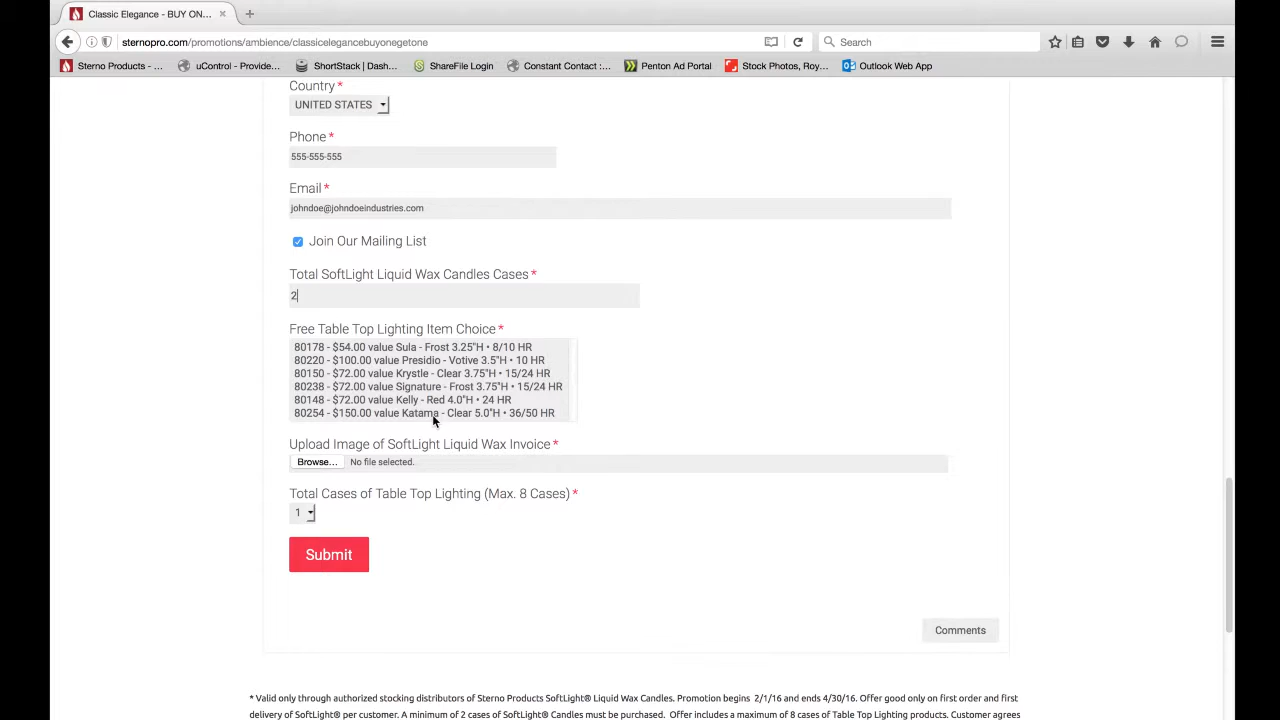 Classic Elegance - BUY ON...
sternopro.com/promotions/ambience/classicelegancebuyonegetone
Search
Sterno Products - ...
uControl - Provide...
ShortStack | Dash...
ShareFile Login
Constant Contact :...
Penton Ad Portal
Stock Photos, Roy...
Outlook Web App
Country *
UNITED STATES
Phone *
555-555-555
Email *
johndoe@johndoeindustries.com
Join Our Mailing List
Total SoftLight Liquid Wax Candles Cases *
2
Free Table Top Lighting Item Choice *
80178 - $54.00 value Sula - Frost 3.25"H • 8/10 HR
80220 - $100.00 value Presidio - Votive 3.5"H • 10 HR
80150 - $72.00 value Krystle - Clear 3.75"H • 15/24 HR
80238 - $72.00 value Signature - Frost 3.75"H • 15/24 HR
80148 - $72.00 value Kelly - Red 4.0"H • 24 HR
80254 - $150.00 value Katama - Clear 5.0"H • 36/50 HR
Upload Image of SoftLight Liquid Wax Invoice *
Browse... No file selected.
Total Cases of Table Top Lighting (Max. 8 Cases) *
1
Submit
Comments
* Valid only through authorized stocking distributors of Sterno Products SoftLight® Liquid Wax Candles. Promotion begins 2/1/16 and ends 4/30/16. Offer good only on first order and first
delivery of SoftLight® per customer. A minimum of 2 cases of SoftLight® Candles must be purchased. Offer includes a maximum of 8 cases of Table Top Lighting products. Customer agrees